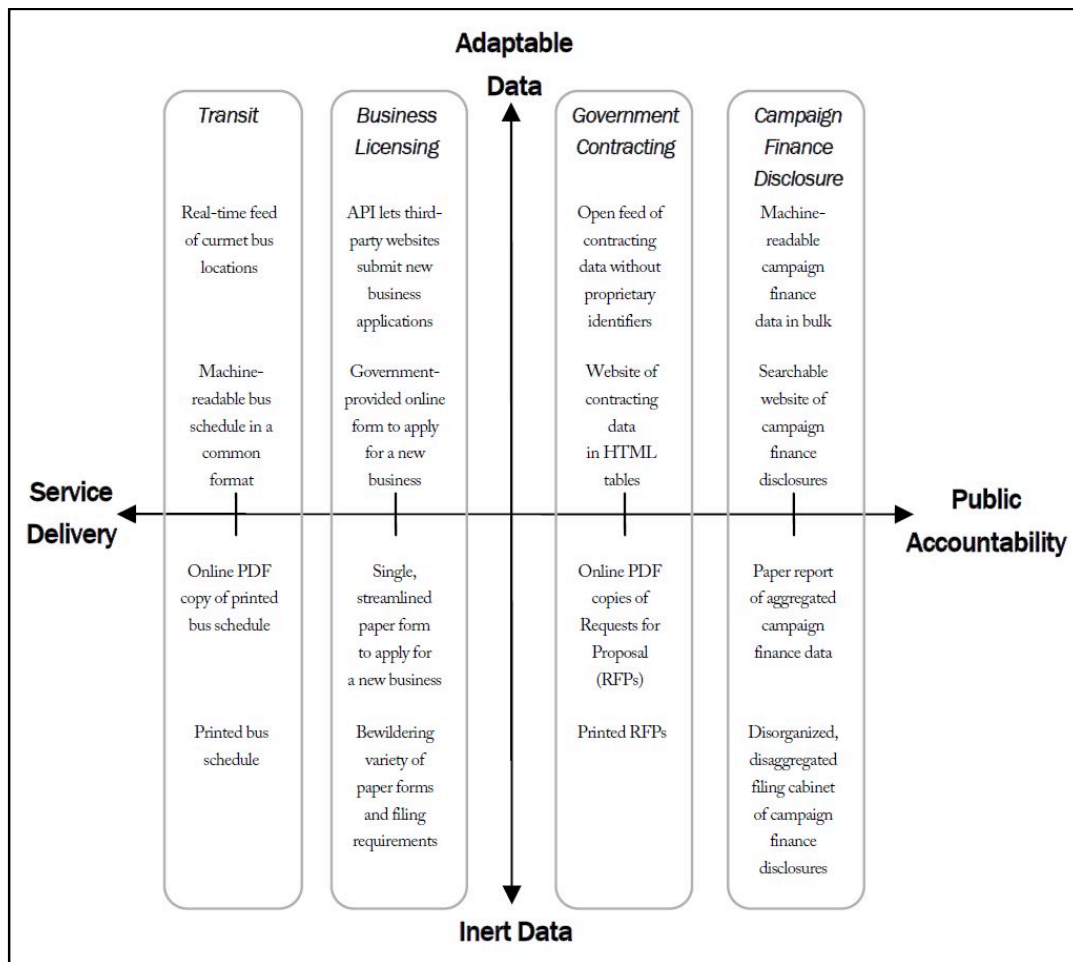 Adaptable
Data
Transit
Real-time feed
of curmet bus
locations
Machine-
readable bus
schedule in a
common
format
Online PDF
copy of printed
bus schedule
Printed bus
schedule
Business
Licensing
API lets third-
party websites
submit new
business
applications
Government-
provided online
form to apply
for a new
business
Single,
streamlined
paper form
to apply for
a new business
Bewildering
variety of
paper forms
and filing
requirements
Government
Contracting
Open feed of
contracting
data without
proprietary
identifiers
Website of
contracting
data
in HTML
tables
Online PDF
copies of
Requests for
Proposal
(RFPs)
Printed RFPs
Campaign
Finance
Disclosure
Machine-
readable
campaign
finance
data in bulk
Searchable
website of
campaign
finance
disclosures
Paper report
of aggregated
campaign
finance data
Disorganized,
disaggregated
filing cabinet
of campaign
finance
disclosures
Service
Delivery
Public
Accountability
Inert Data